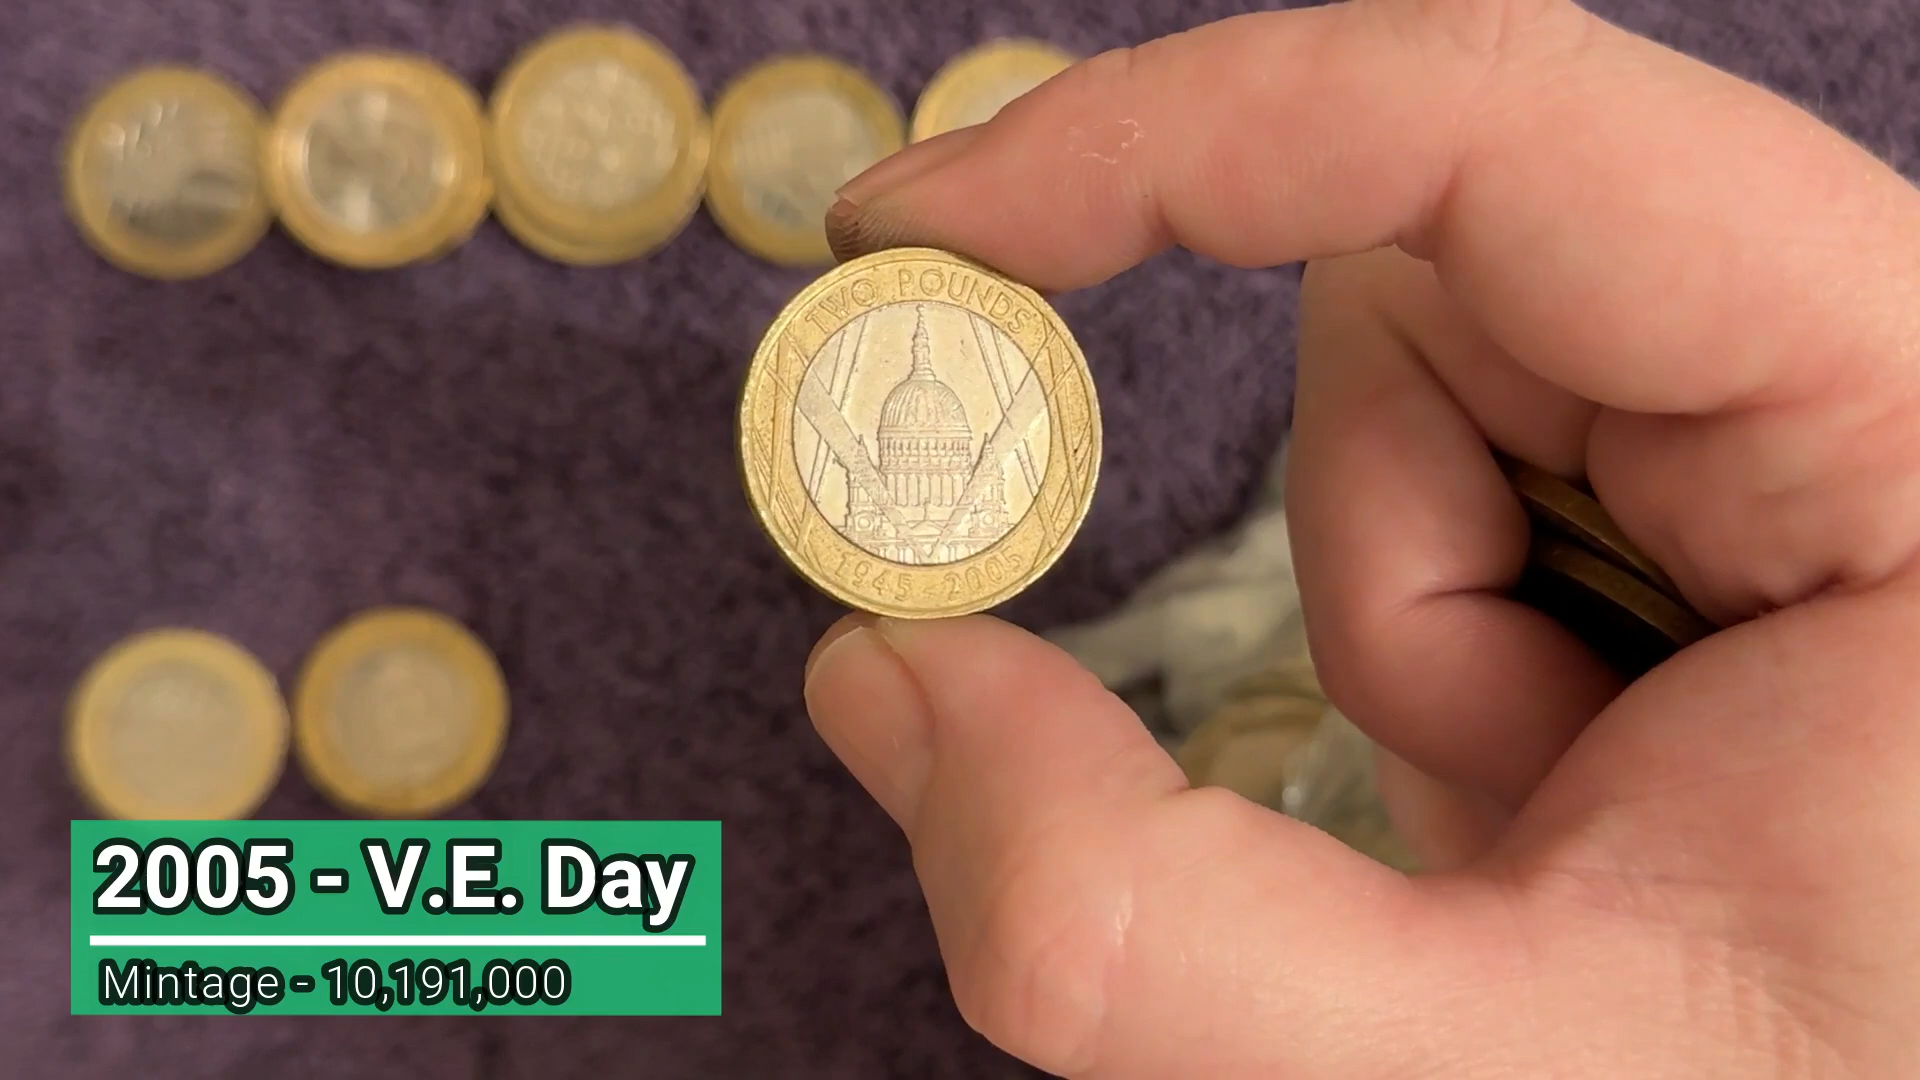 TWO POUNDS
1945-2005
2005 - V.E. Day
Mintage - 10,191,000